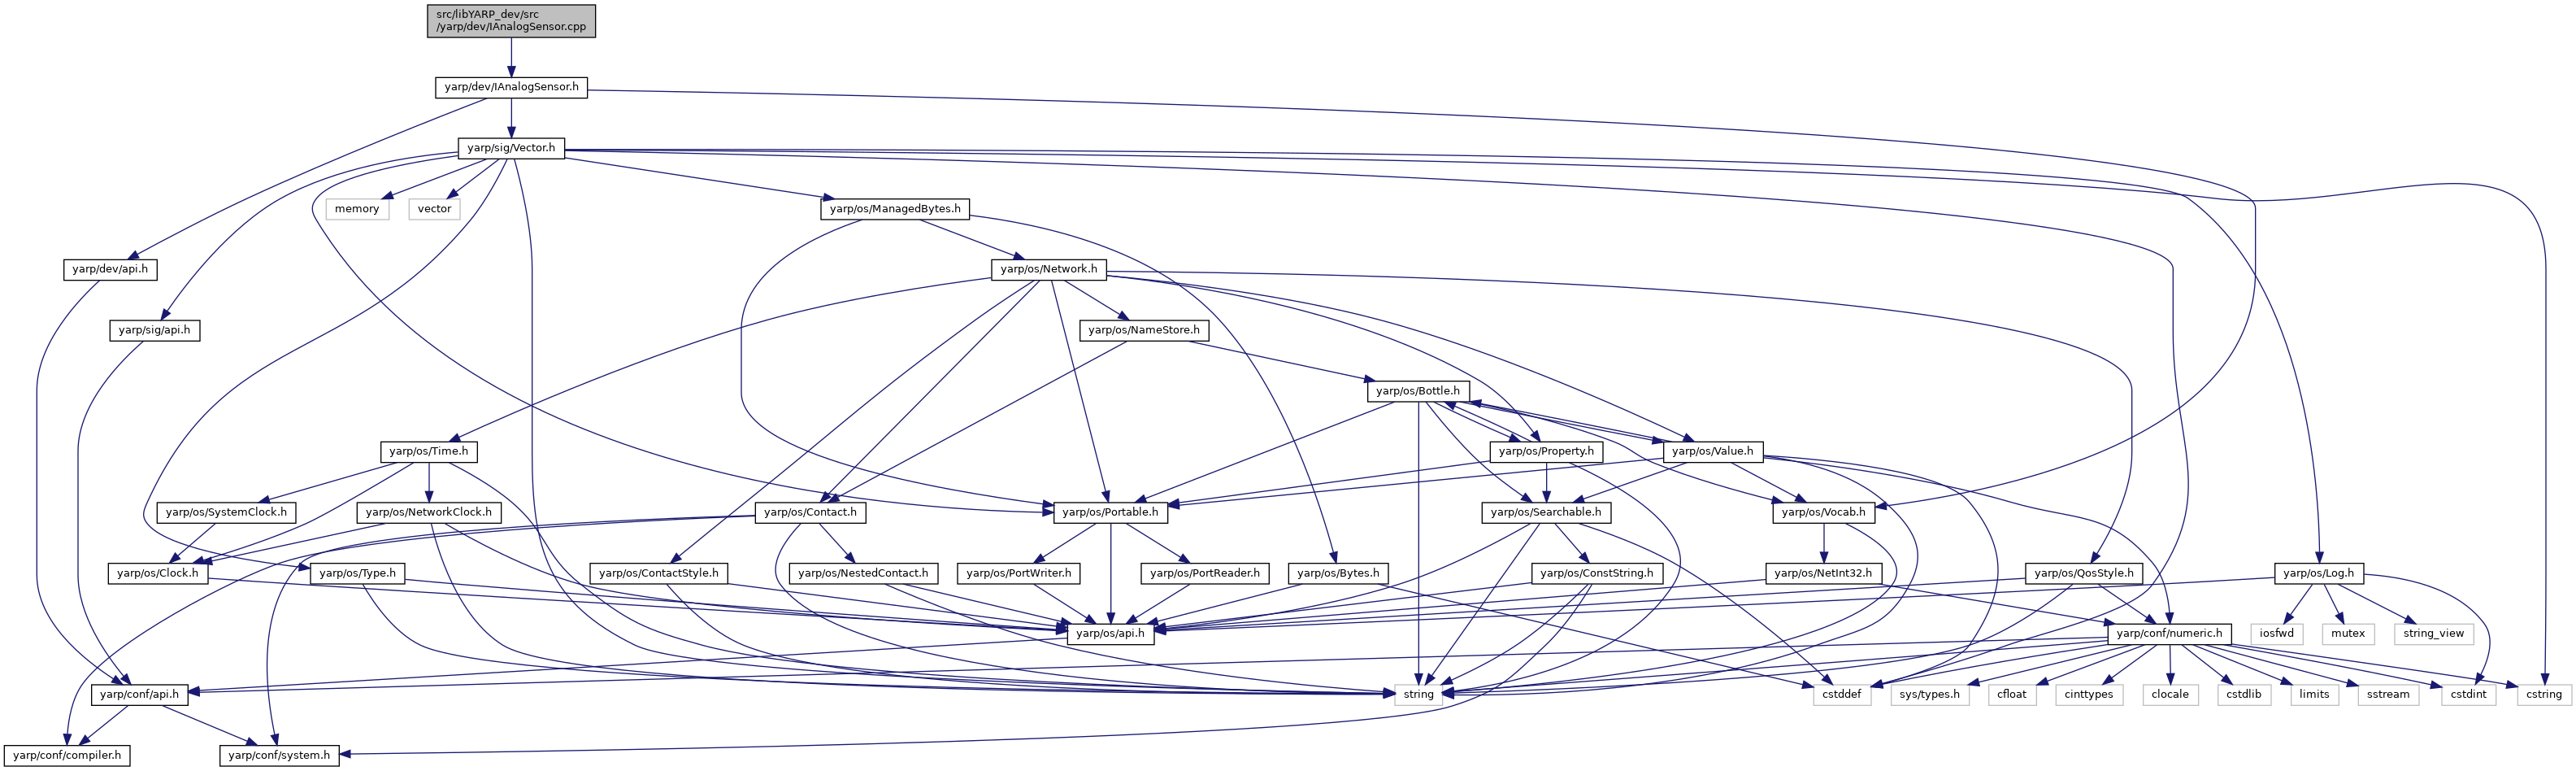 src/libYARP_dev/src
/yarp/dev/IAnalogSensor.cpp
yarp/dev/IAnalogSensor.h
yarp/sig/Vector.h
memory
vector
yarp/os/ManagedBytes.h
yarp/dev/api.h
yarp/os/Network.h
yarp/sig/api.h
yarp/os/NameStore.h
yarp/os/Bottle.h
yarp/os/Time.h
yarp/os/Property.h
yarp/os/Value.h
yarp/os/SystemClock.h
yarp/os/NetworkClock.h
yarp/os/Contact.h
yarp/os/Portable.h
yarp/os/Searchable.h
yarp/os/Vocab.h
yarp/os/Clock.h
yarp/os/Type.h
yarp/os/ContactStyle.h
yarp/os/NestedContact.h
yarp/os/PortWriter.h
yarp/os/PortReader.h
yarp/os/Bytes.h
yarp/os/ConstString.h
yarp/os/NetInt32.h
yarp/os/QosStyle.h
yarp/os/Log.h
yarp/os/api.h
yarp/conf/numeric.h
iosfwd
mutex
string_view
yarp/conf/api.h
string
cstddef
sys/types.h
cfloat
cinttypes
clocale
cstdlib
limits
sstream
cstdint
cstring
yarp/conf/compiler.h
yarp/conf/system.h